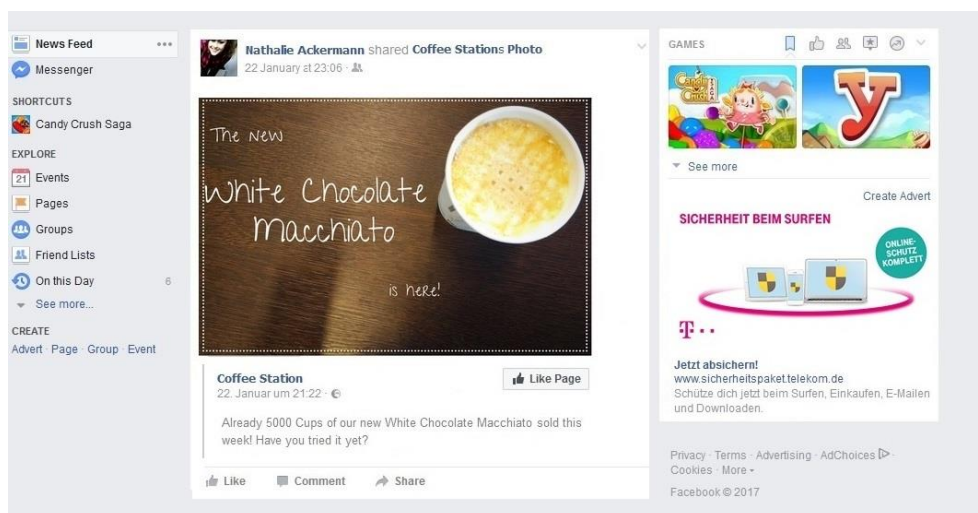 News Feed
Messenger
SHORTCUTS
Candy Crush Saga
EXPLORE
21 Events
Pages
Groups
Friend Lists
On this Day 6
See more...
CREATE
Advert · Page · Group · Event
Nathalie Ackermann shared Coffee Stations Photo
22 January at 23:06 ·
The New
White Chocolate
Macchiato
is here!
Coffee Station
22. Januar um 21:22 ·
Like Page
Already 5000 Cups of our new White Chocolate Macchiato sold this
week! Have you tried it yet?
Like Comment Share
GAMES
Candy
Crush
SAGA
y
See more
Create Advert
SICHERHEIT BEIM SURFEN
ONLINE-
SCHUTZ
KOMPLETT
T · ·
Jetzt absichern!
www.sicherheitspaket.telekom.de
Schütze dich jetzt beim Surfen, Einkaufen, E-Mailen
und Downloaden.
Privacy · Terms · Advertising · AdChoices ·
Cookies · More
Facebook © 2017